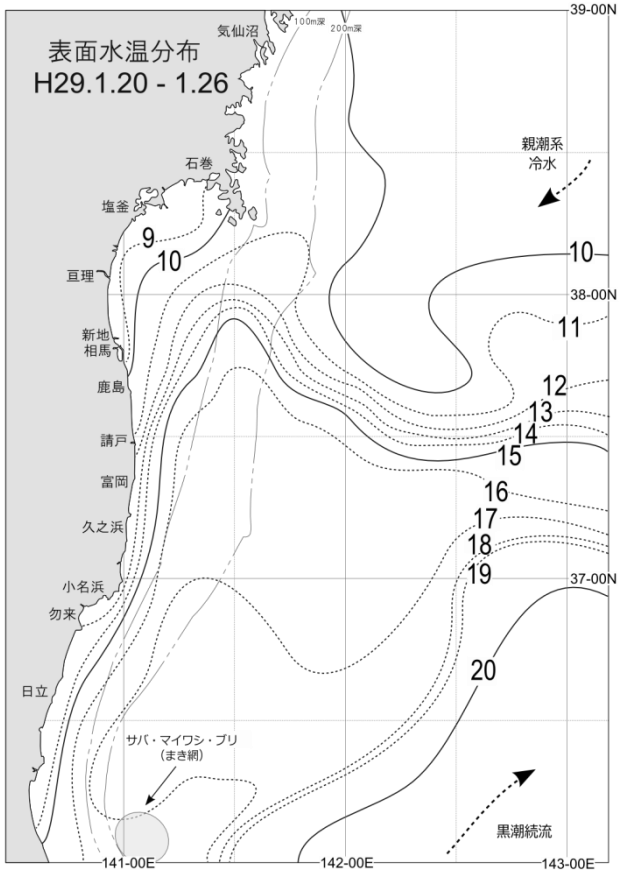 39-00N
気仙沼
100m深
200m深
表面水温分布
H29.1.20 - 1.26
親潮系
冷水
石巻
塩釜
9
10
10
亘理
38-00N
11
新地
相馬
鹿島
12
13
14
15
請戸
富岡
16
17
久之浜
18
19
37-00N
小名浜
勿来
20
日立
サバ・マイワシ・ブリ
(まき網)
黒潮続流
141-00E
142-00E
143-00E